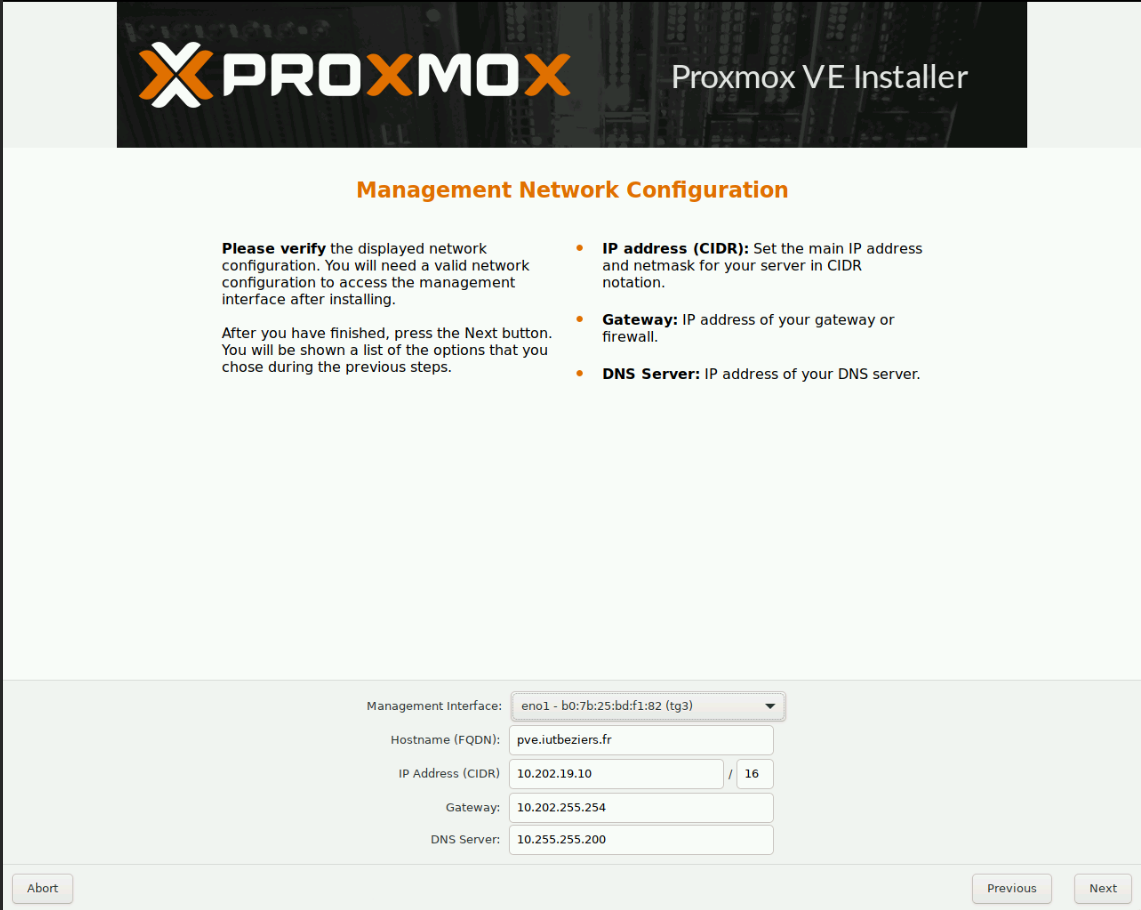 PROXMOX
Proxmox VE Installer
Management Network Configuration
Please verify the displayed network
configuration. You will need a valid network
configuration to access the management
interface after installing.
After you have finished, press the Next button.
You will be shown a list of the options that you
chose during the previous steps.
• IP address (CIDR): Set the main IP address
and netmask for your server in CIDR
notation.
• Gateway: IP address of your gateway or
firewall.
• DNS Server: IP address of your DNS server.
Management Interface: eno1 - b0:7b:25:bd:f1:82 (tg3)
Hostname (FQDN): pve.iutbeziers.fr
IP Address (CIDR) 10.202.19.10 / 16
Gateway: 10.202.255.254
DNS Server: 10.255.255.200
Abort Previous Next